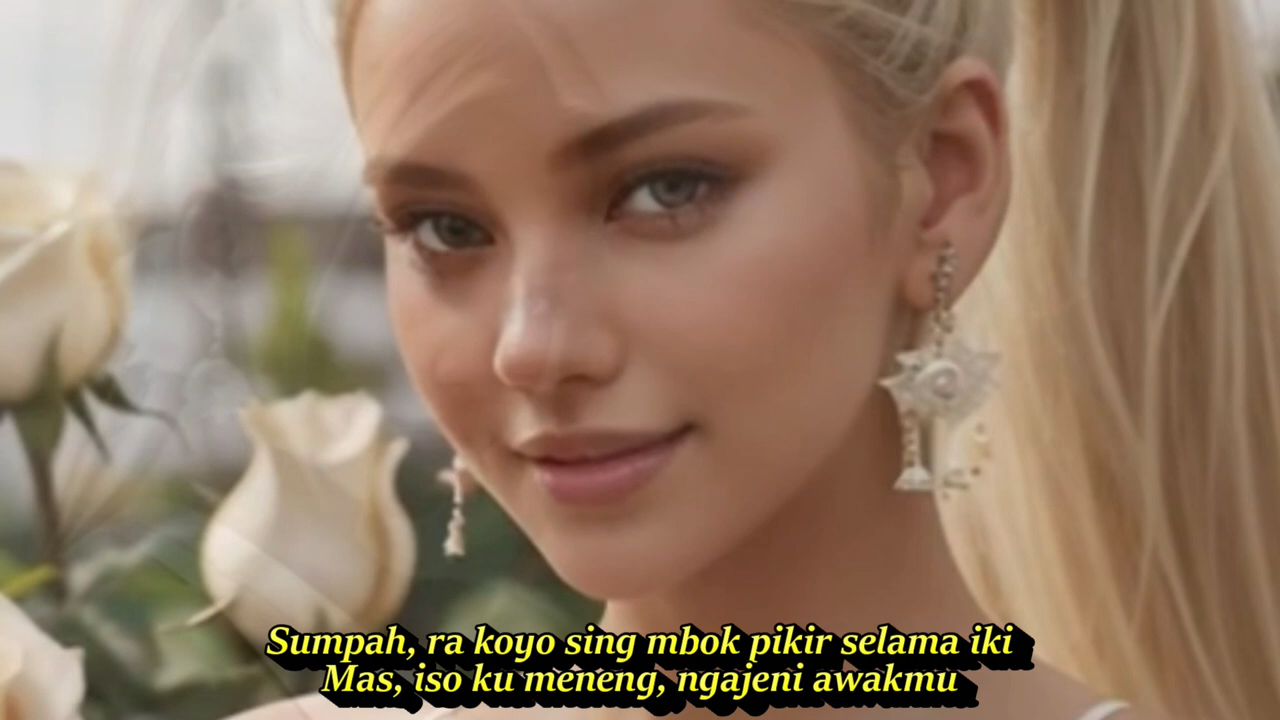 Sumpah, ra koyo sing mbok pikir selama iki
Mas, iso ku meneng, ngajeni awakmu